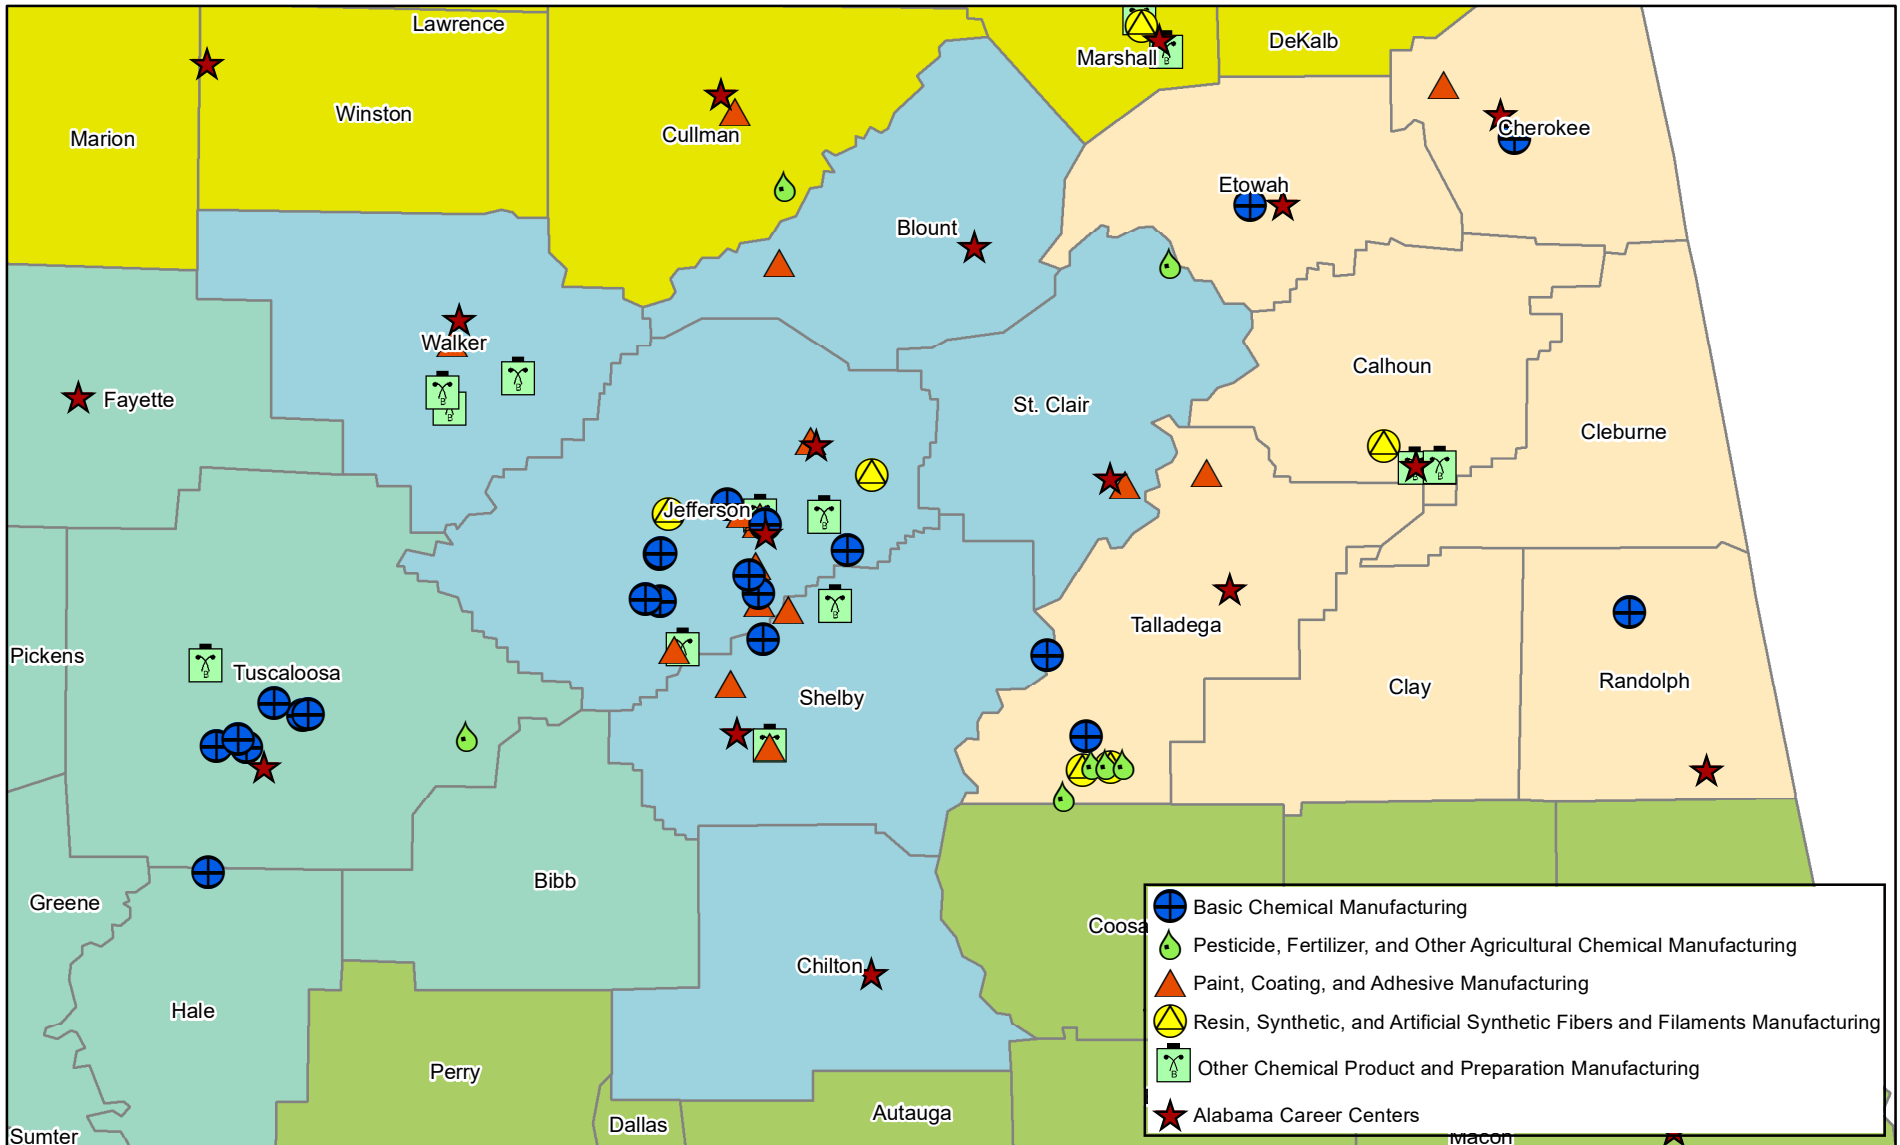 Lawrence
Marshall
DeKalb
Marion
Winston
Cullman
Cherokee
Etowah
Blount
Walker
Fayette
Calhoun
St. Clair
Cleburne
Jefferson
Talladega
Pickens
Tuscaloosa
Shelby
Clay
Randolph
Bibb
Greene
Coosa
Chilton
Hale
Perry
Autauga
Dallas
Sumter
Macon
Basic Chemical Manufacturing
Pesticide, Fertilizer, and Other Agricultural Chemical Manufacturing
Paint, Coating, and Adhesive Manufacturing
Resin, Synthetic, and Artificial Synthetic Fibers and Filaments Manufacturing
Other Chemical Product and Preparation Manufacturing
Alabama Career Centers